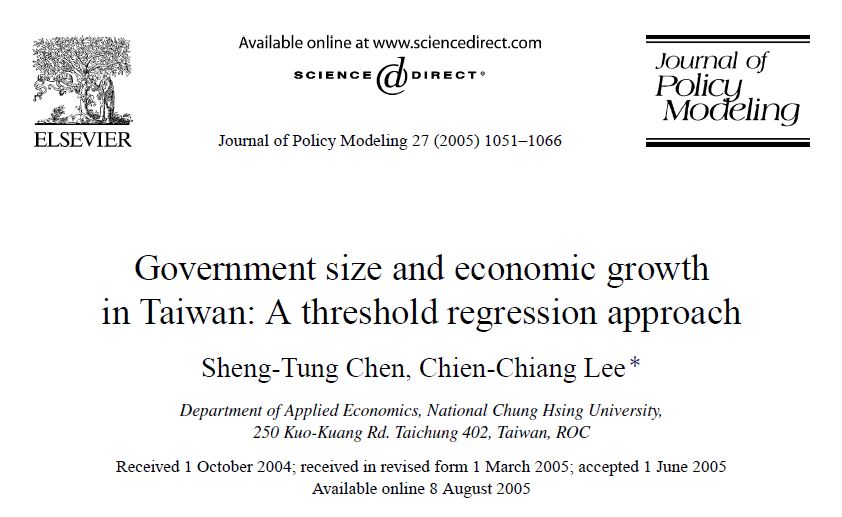 Available online at www.sciencedirect.com
SCIENCE DIRECT®
Journal of
Policy
Modeling
ELSEVIER
Journal of Policy Modeling 27 (2005) 1051–1066
Government size and economic growth
in Taiwan: A threshold regression approach
Sheng-Tung Chen, Chien-Chiang Lee*
Department of Applied Economics, National Chung Hsing University,
250 Kuo-Kuang Rd. Taichung 402, Taiwan, ROC
Received 1 October 2004; received in revised form 1 March 2005; accepted 1 June 2005
Available online 8 August 2005